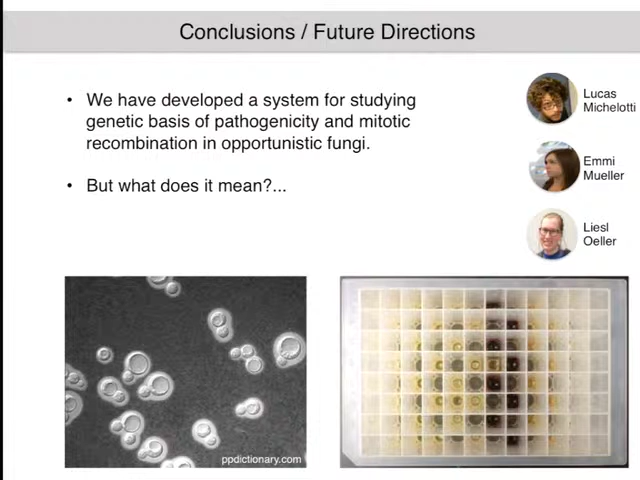 Conclusions / Future Directions
• We have developed a system for studying
genetic basis of pathogenicity and mitotic
recombination in opportunistic fungi.
• But what does it mean?...
Lucas
Michelotti
Emmi
Mueller
Liesl
Oeller
ppdictionary.com